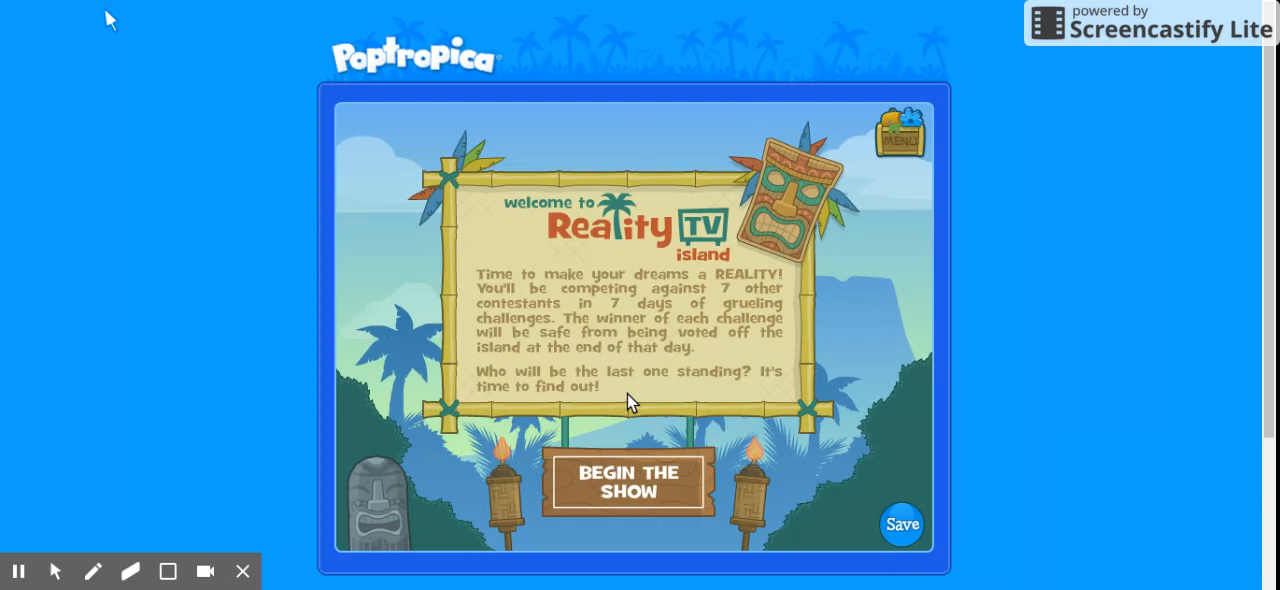 powered by
Screencastify Lite
Poptropica
MENU
welcome to
Reality TV
island
Time to make your dreams a REALITY!
You'll be competing against 7 other
contestants in 7 days of grueling
challenges. The winner of each challenge
will be safe from being voted off the
island at the end of that day.
Who will be the last one standing? It's
time to find out!
BEGIN THE
SHOW
Save